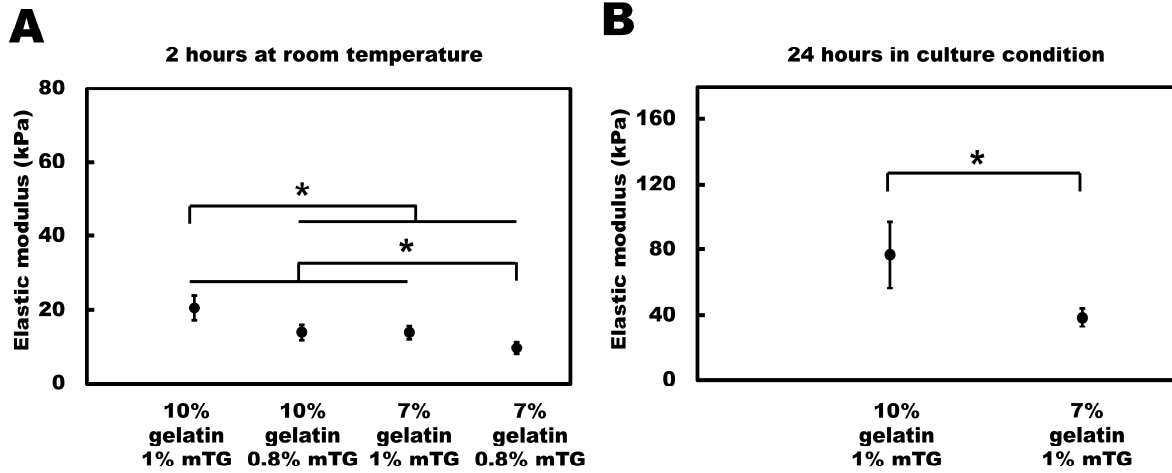 A
2 hours at room temperature
Elastic modulus (kPa)
80
60
40
20
0
*
*
10% gelatin 1% mTG
10% gelatin 0.8% mTG
7% gelatin 1% mTG
7% gelatin 0.8% mTG
B
24 hours in culture condition
Elastic modulus (kPa)
160
120
80
40
0
*
10% gelatin 1% mTG
7% gelatin 1% mTG